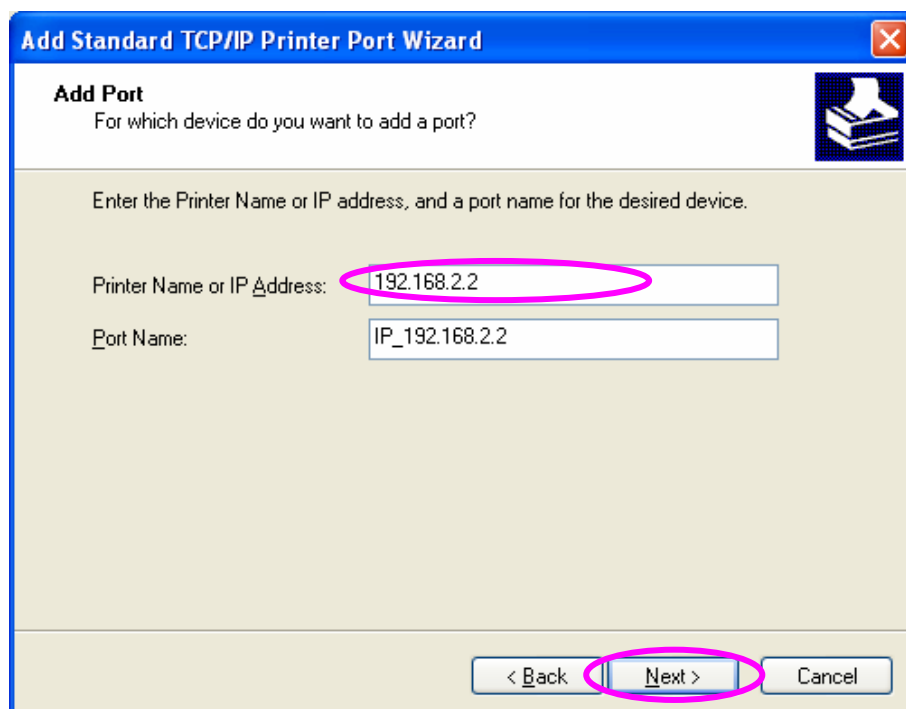 Add Standard TCP/IP Printer Port Wizard
Add Port
For which device do you want to add a port?
Enter the Printer Name or IP address, and a port name for the desired device.
Printer Name or IP Address: 192.168.2.2
Port Name: IP_192.168.2.2
< Back Next > Cancel